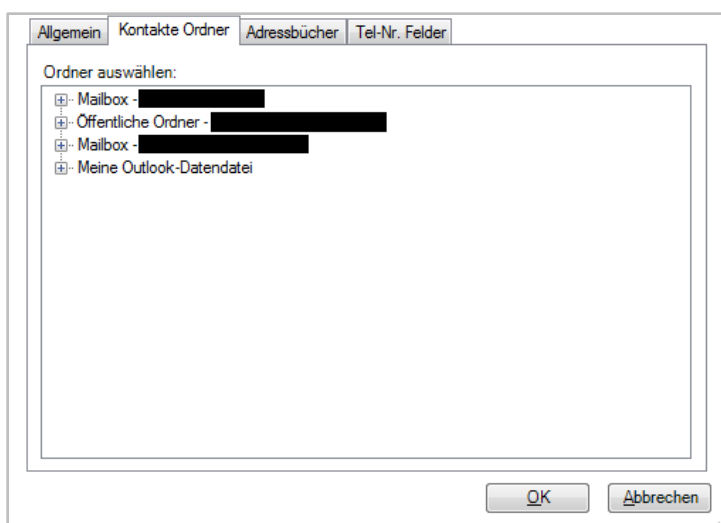 Allgemein Kontakte Ordner Adressbücher Tel-Nr. Felder
Ordner auswählen:
Mailbox -
Öffentliche Ordner -
Mailbox -
Meine Outlook-Datendatei
OK Abbrechen